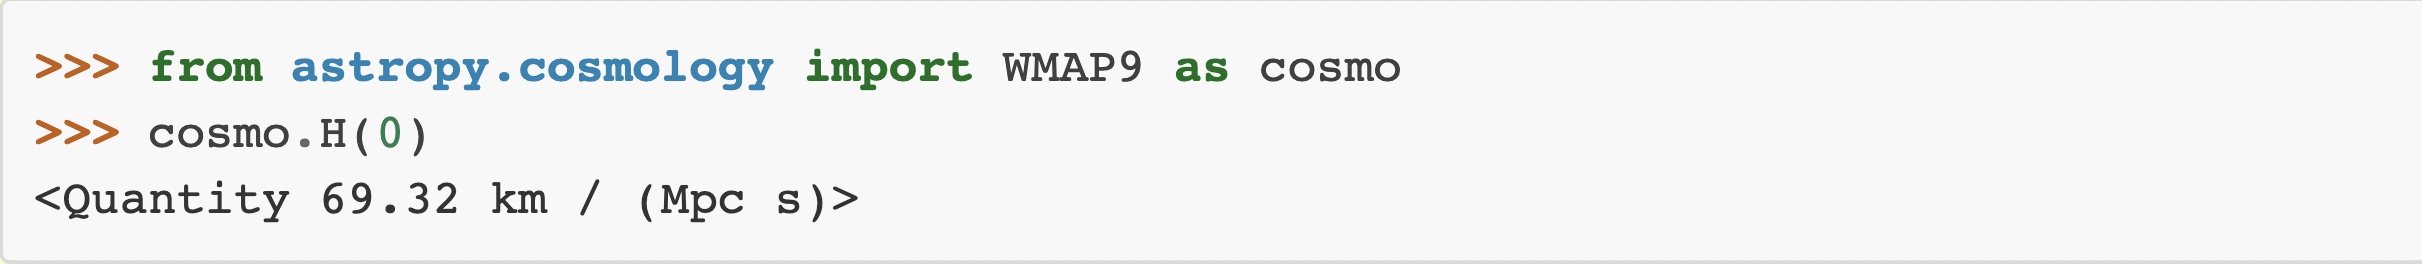 >>> from astropy.cosmology import WMAP9 as cosmo
>>> cosmo.H(0)
<Quantity 69.32 km / (Mpc s)>